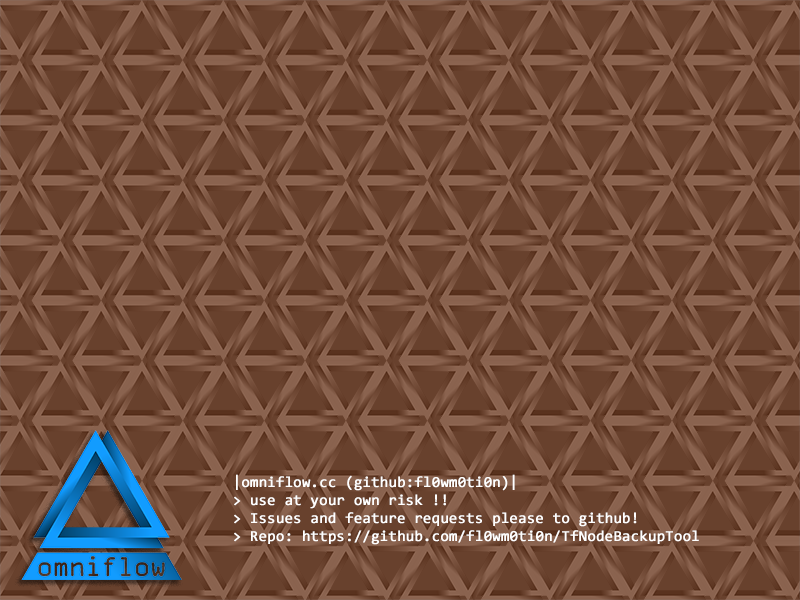 |omniflow.cc (github:fl0wm0ti0n)|
> use at your own risk !!
> Issues and feature requests please to github!
> Repo: https://github.com/fl0wm0ti0n/TfNodeBackupTool
omniflow